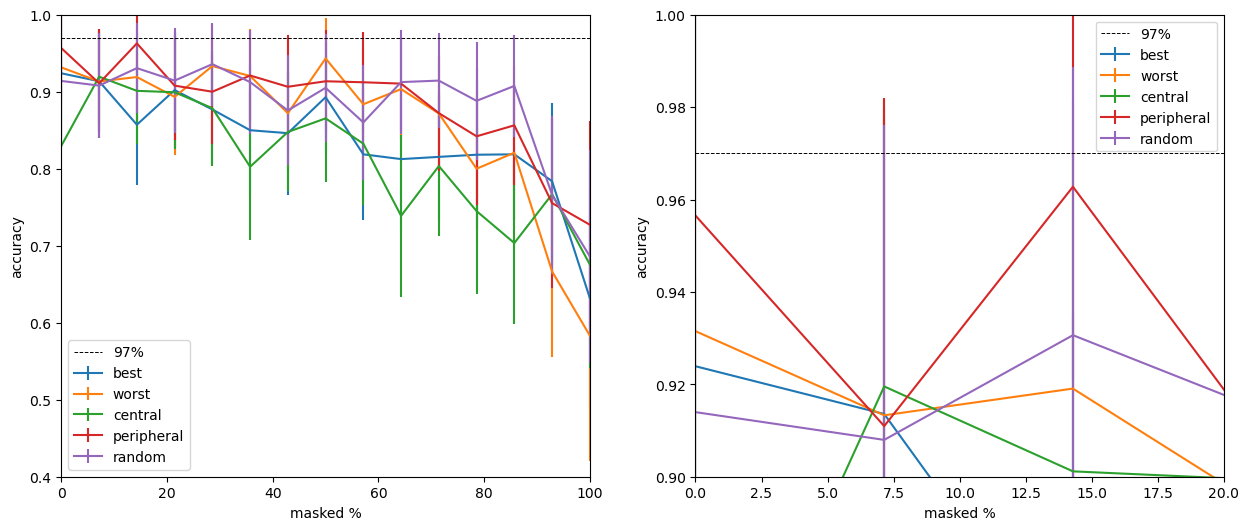 1.0
0.9
0.8
0.7
0.6
0.5
0.4
accuracy
97%
best
worst
central
peripheral
random
0
20
40
60
80
100
masked %
1.00
0.98
0.96
0.94
0.92
0.90
accuracy
97%
best
worst
central
peripheral
random
0.0
2.5
5.0
7.5
10.0
12.5
15.0
17.5
20.0
masked %